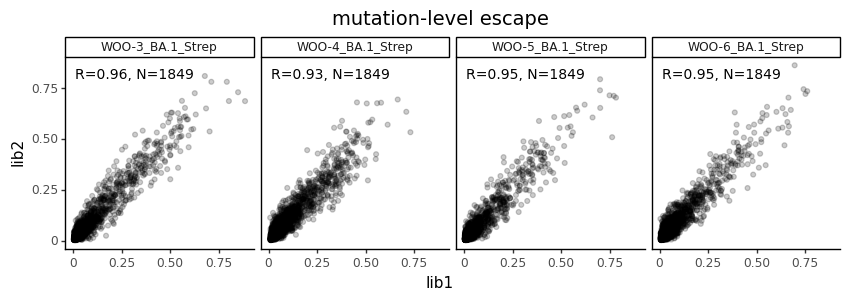 mutation-level escape
WOO-3_BA.1_Strep
WOO-4_BA.1_Strep
WOO-5_BA.1_Strep
WOO-6_BA.1_Strep
R=0.96, N=1849
R=0.93, N=1849
R=0.95, N=1849
R=0.95, N=1849
0.75
0.50
0.25
0
lib2
0 0.25 0.50 0.75
0 0.25 0.50 0.75
0 0.25 0.50 0.75
0 0.25 0.50 0.75
lib1